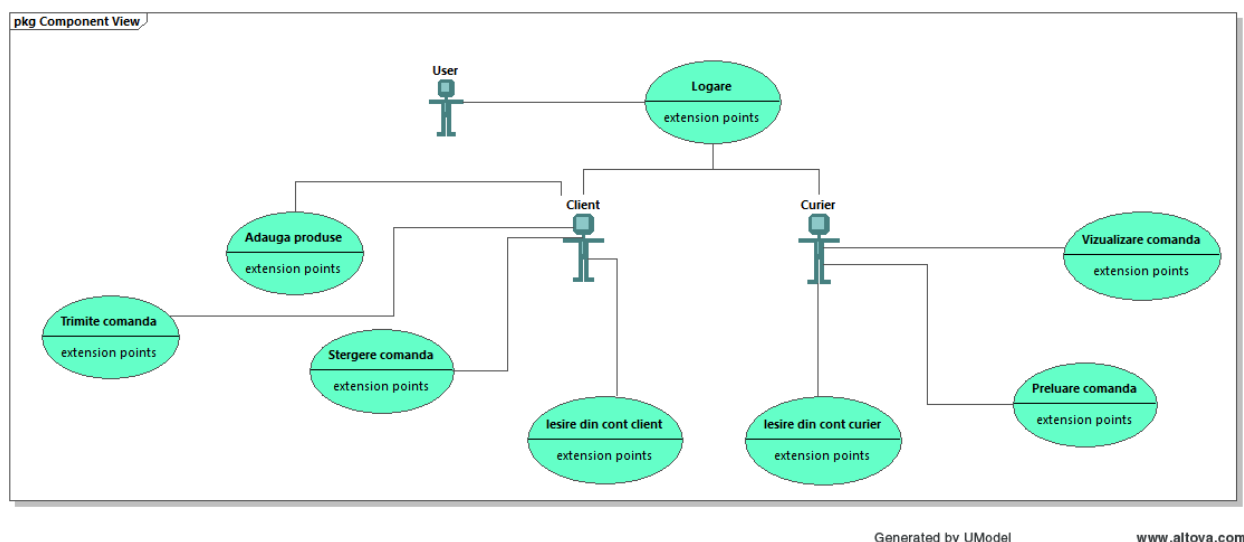 pkg Component View
User
Logare
extension points
Client
Curier
Adauga produse
extension points
Vizualizare comanda
extension points
Trimite comanda
extension points
Stergere comanda
extension points
Preluare comanda
extension points
Iesire din cont client
extension points
Iesire din cont curier
extension points
Generated by UModel
www.altova.com